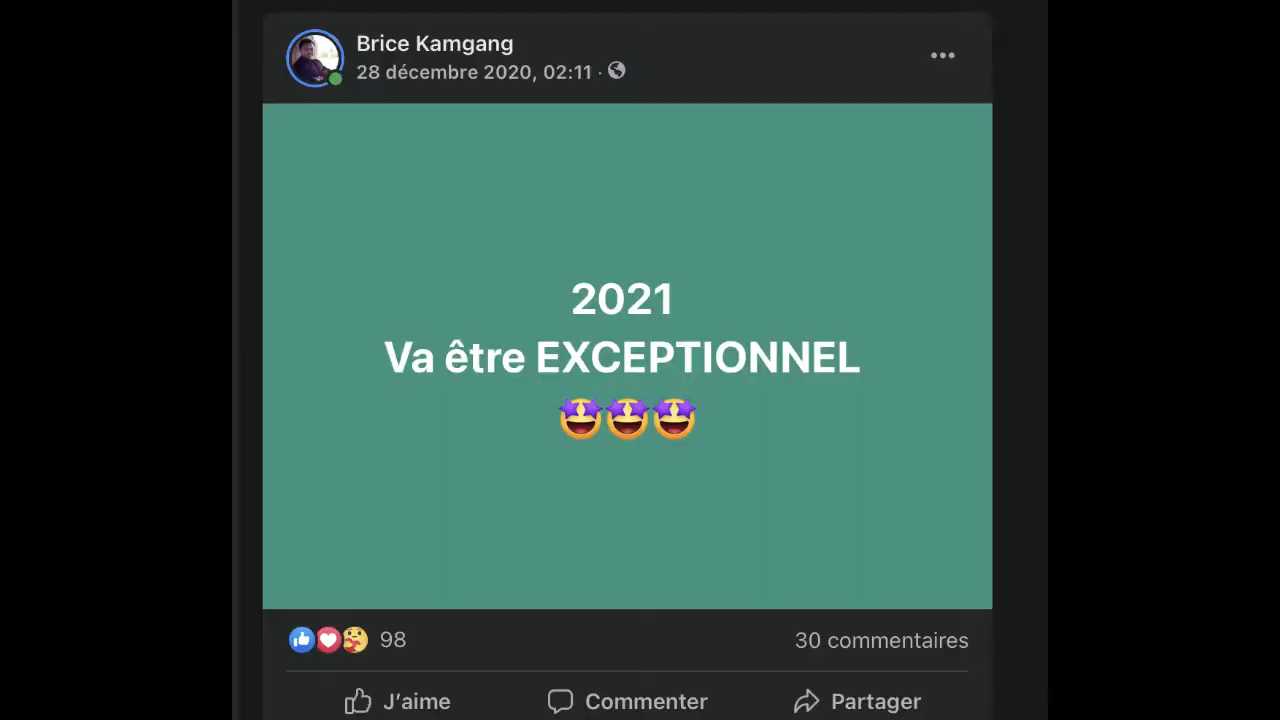 Brice Kamgang
28 décembre 2020, 02:11 ·
2021
Va être EXCEPTIONNEL
🤩🤩🤩
98
30 commentaires
J'aime
Commenter
Partager